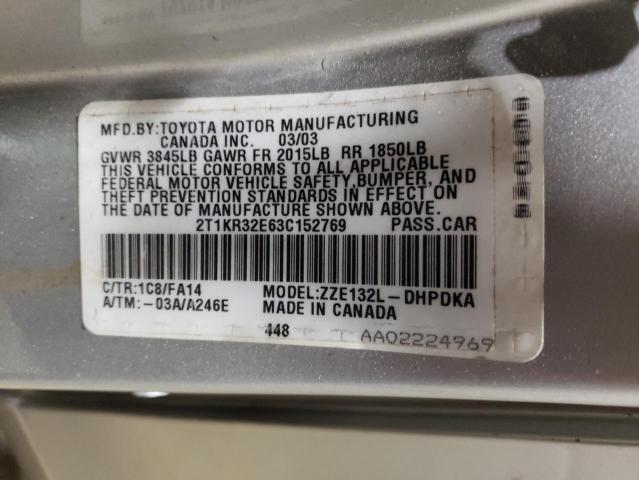 MFD.BY:TOYOTA MOTOR MANUFACTURING
CANADA INC. 03/03
GVWR 3845LB GAWR FR 2015LB RR 1850LB
THIS VEHICLE CONFORMS TO ALL APPLICABLE
FEDERAL MOTOR VEHICLE SAFETY,BUMPER, AND
THEFT PREVENTION STANDARDS IN EFFECT ON
THE DATE OF MANUFACTURE SHOWN ABOVE.
2T1KR32E63C152769 PASS.CAR
C/TR:1C8/FA14 MODEL:ZZE132L-DHPDKA
A/TM:-03A/A246E MADE IN CANADA
448 AA02224969